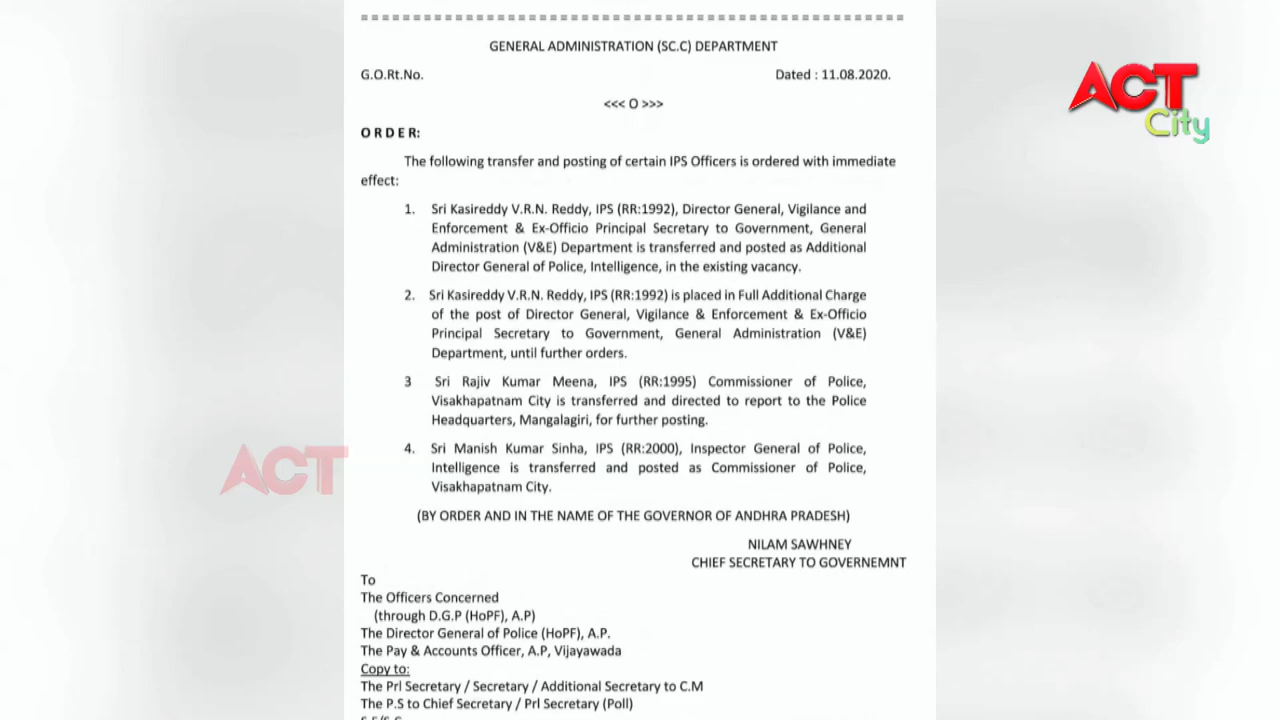 GENERAL ADMINISTRATION (SC.C) DEPARTMENT
G.O.Rt.No. Dated : 11.08.2020.
<<< O >>>
ORDER:
The following transfer and posting of certain IPS Officers is ordered with immediate
effect:
1. Sri Kasireddy V.R.N. Reddy, IPS (RR:1992), Director General, Vigilance and
Enforcement & Ex-Officio Principal Secretary to Government, General
Administration (V&E) Department is transferred and posted as Additional
Director General of Police, Intelligence, in the existing vacancy.
2. Sri Kasireddy V.R.N. Reddy, IPS (RR:1992) is placed in Full Additional Charge
of the post of Director General, Vigilance & Enforcement & Ex-Officio
Principal Secretary to Government, General Administration (V&E)
Department, until further orders.
3 Sri Rajiv Kumar Meena, IPS (RR:1995) Commissioner of Police,
Visakhapatnam City is transferred and directed to report to the Police
Headquarters, Mangalagiri, for further posting.
4. Sri Manish Kumar Sinha, IPS (RR:2000), Inspector General of Police,
Intelligence is transferred and posted as Commissioner of Police,
Visakhapatnam City.
(BY ORDER AND IN THE NAME OF THE GOVERNOR OF ANDHRA PRADESH)
NILAM SAWHNEY
CHIEF SECRETARY TO GOVERNEMNT
To
The Officers Concerned
(through D.G.P (HoPF), A.P)
The Director General of Police (HoPF), A.P.
The Pay & Accounts Officer, A.P, Vijayawada
Copy to:
The Prl Secretary / Secretary / Additional Secretary to C.M
The P.S to Chief Secretary / Prl Secretary (Poll)
ACT
City
ACT